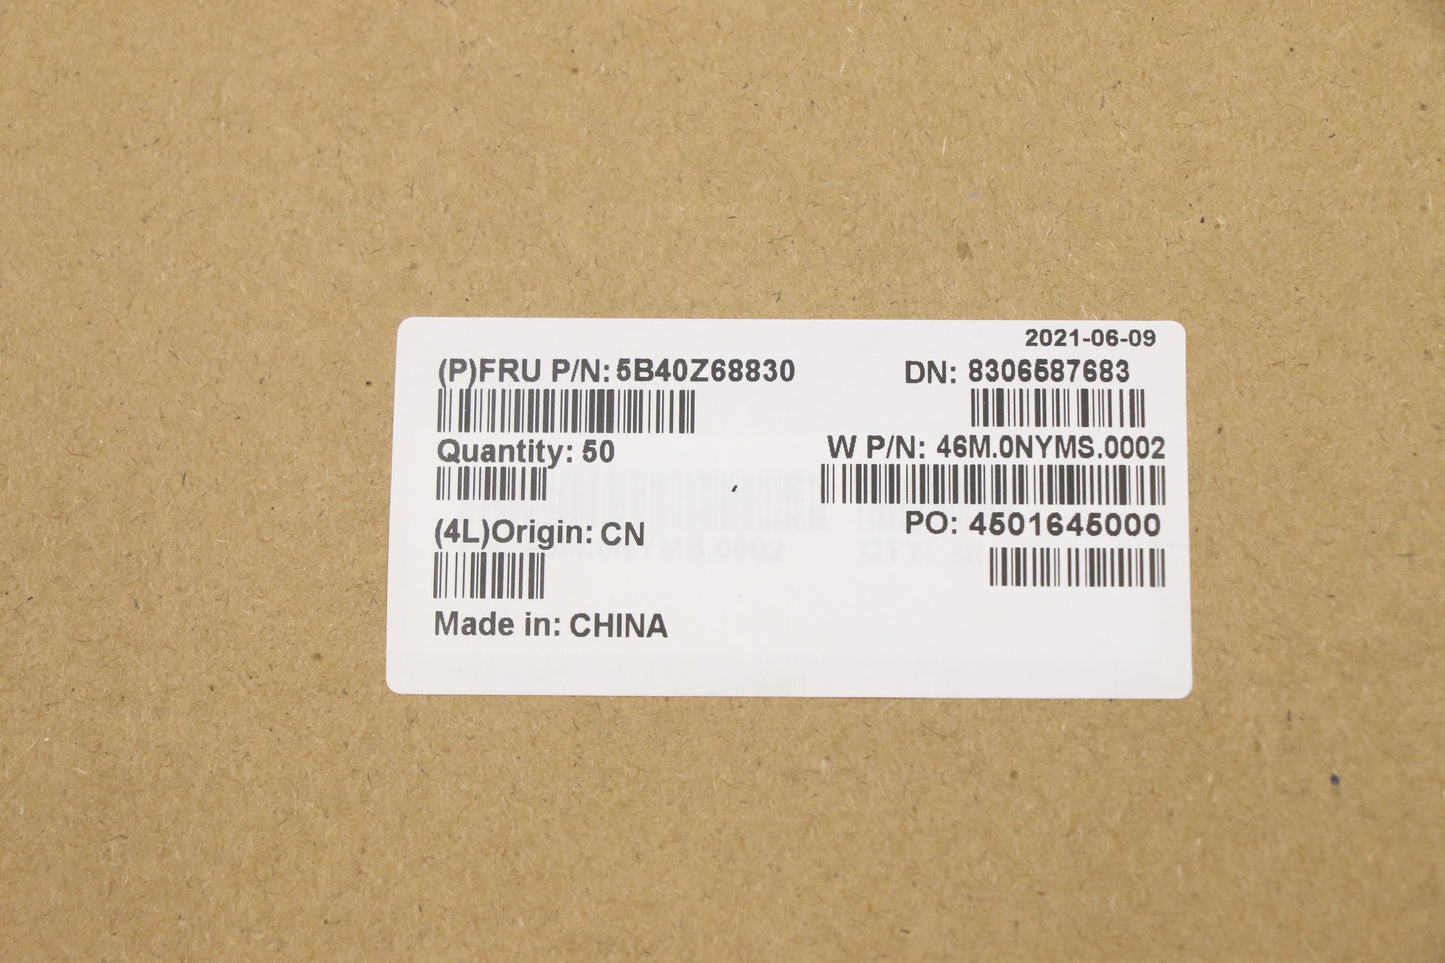 2021-06-09
(P)FRU P/N: 5B40Z68830
DN: 8306587683
Quantity: 50
W P/N: 46M.0NYMS.0002
(4L)Origin: CN
PO: 4501645000
Made in: CHINA